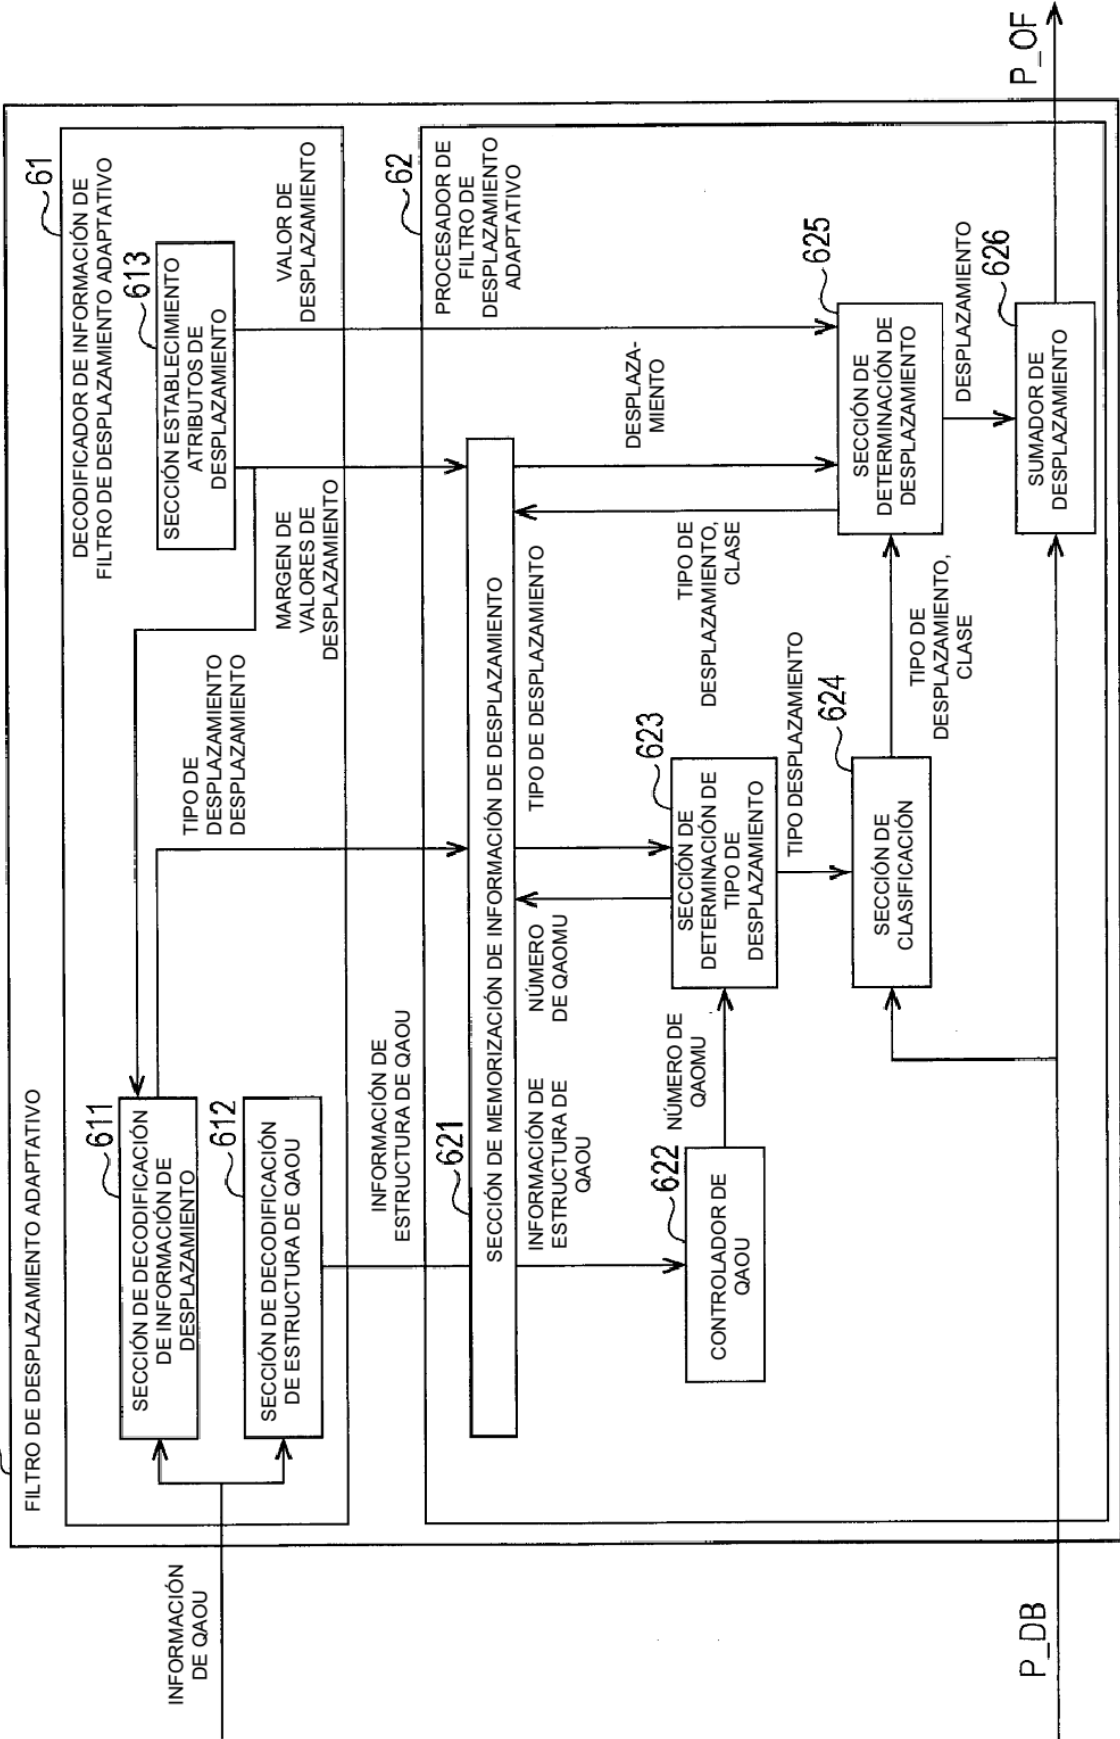 FILTRO DE DESPLAZAMIENTO ADAPTATIVO
61
DECODIFICADOR DE INFORMACIÓN DE
FILTRO DE DESPLAZAMIENTO ADAPTATIVO
INFORMACIÓN
DE QAOU
611
SECCIÓN DE DECODIFICACIÓN
DE INFORMACIÓN DE
DESPLAZAMIENTO
612
SECCIÓN DE DECODIFICACIÓN
DE ESTRUCTURA DE QAOU
613
SECCIÓN ESTABLECIMIENTO
ATRIBUTOS DE
DESPLAZAMIENTO
TIPO DE
DESPLAZAMIENTO
DESPLAZAMIENTO
MARGEN DE
VALORES DE
DESPLAZAMIENTO
VALOR DE
DESPLAZAMIENTO
INFORMACIÓN DE
ESTRUCTURA DE QAOU
62
PROCESADOR DE
FILTRO DE
DESPLAZAMIENTO
ADAPTATIVO
621
SECCIÓN DE MEMORIZACIÓN DE INFORMACIÓN DE DESPLAZAMIENTO
INFORMACIÓN DE
ESTRUCTURA DE
QAOU
NÚMERO
DE QAOMU
TIPO DE DESPLAZAMIENTO
TIPO DE
DESPLAZAMIENTO,
CLASE
DESPLAZA-
MIENTO
622
CONTROLADOR DE
QAOU
NÚMERO DE
QAOMU
623
SECCIÓN DE
DETERMINACIÓN DE
TIPO DE
DESPLAZAMIENTO
TIPO DESPLAZAMIENTO
624
SECCIÓN DE
CLASIFICACIÓN
TIPO DE
DESPLAZAMIENTO,
CLASE
625
SECCIÓN DE
DETERMINACIÓN DE
DESPLAZAMIENTO
DESPLAZAMIENTO
626
SUMADOR DE
DESPLAZAMIENTO
P_DB
P_OF